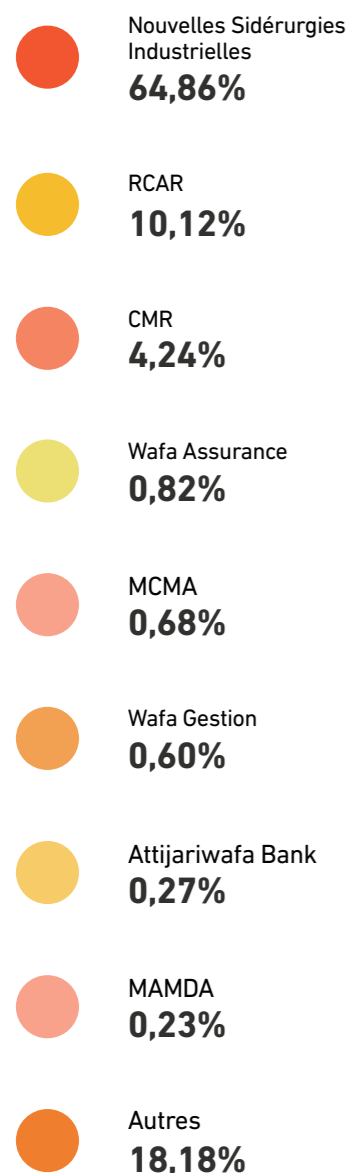 Nouvelles Sidérurgies
Industrielles
64,86%
RCAR
10,12%
CMR
4,24%
Wafa Assurance
0,82%
MCMA
0,68%
Wafa Gestion
0,60%
Attijariwafa Bank
0,27%
MAMDA
0,23%
Autres
18,18%